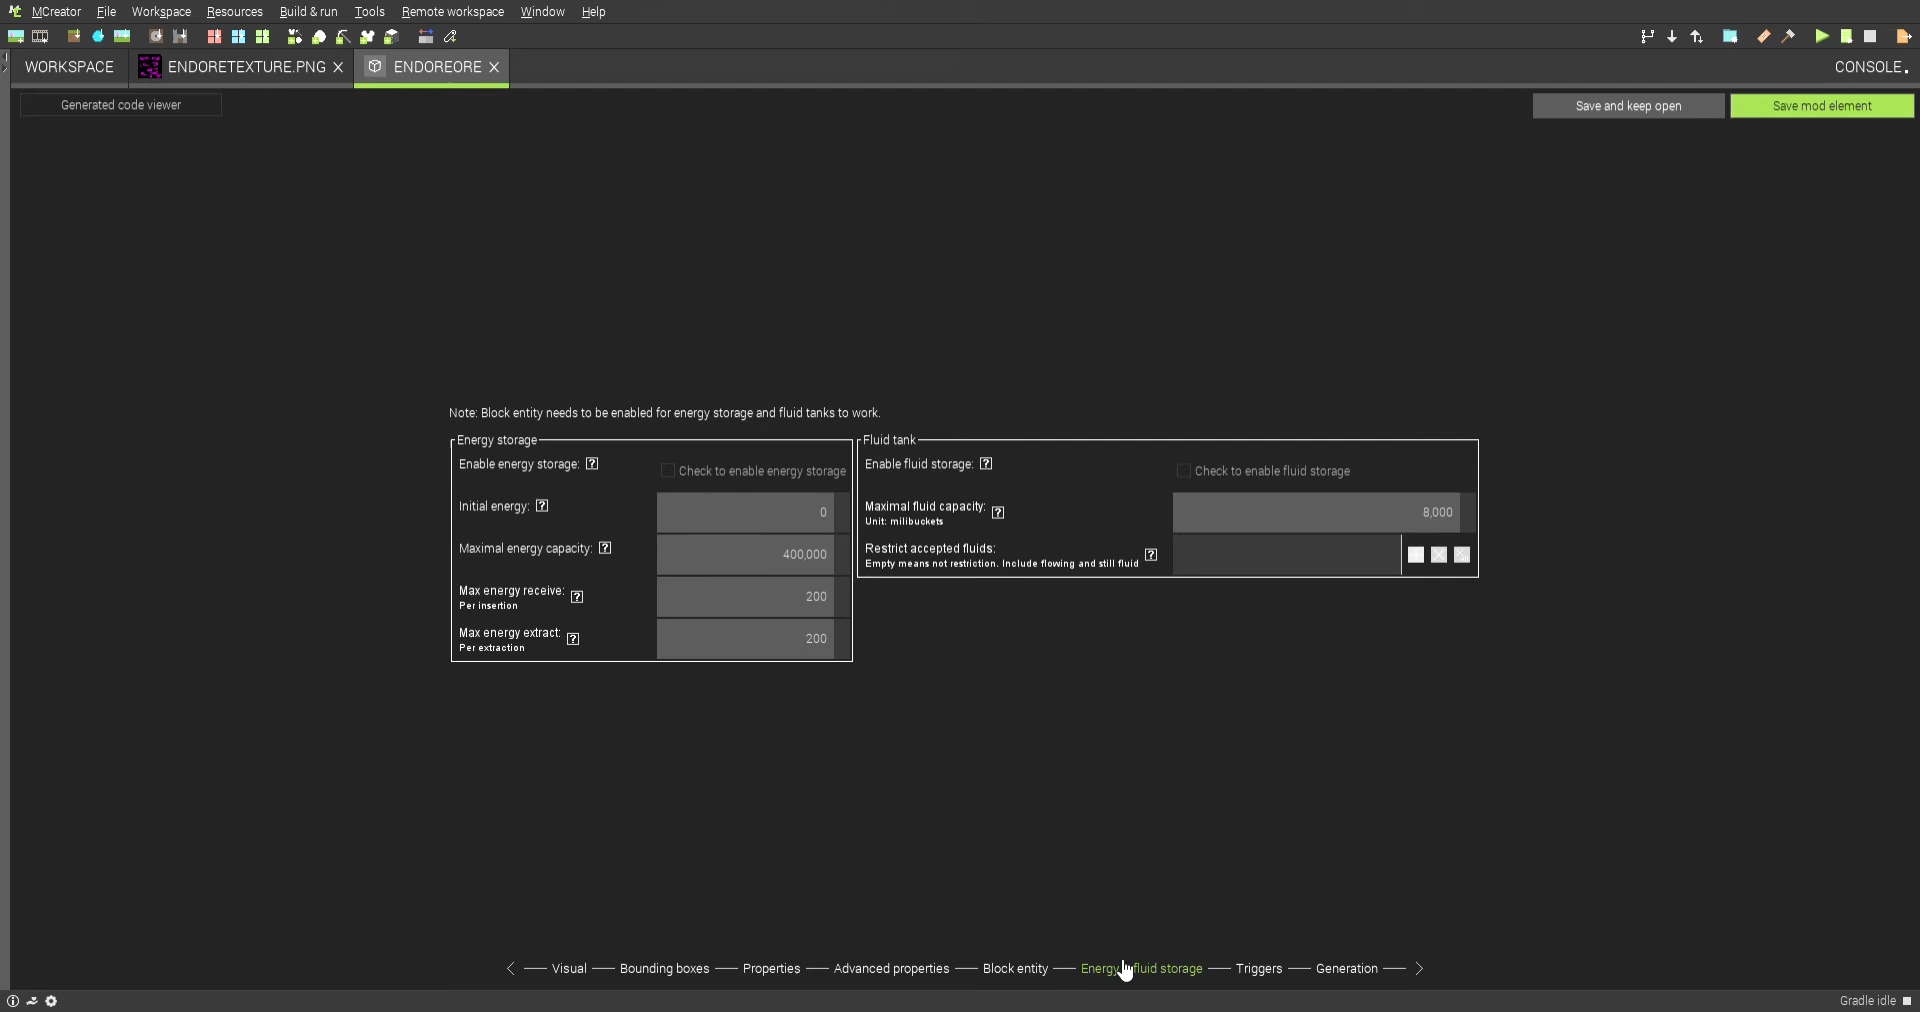 MCreator File Workspace Resources Build & run Tools Remote workspace Window Help
WORKSPACE ENDORETEXTURE.PNG ENDOREORE CONSOLE
Generated code viewer Save and keep open Save mod element
Note: Block entity needs to be enabled for energy storage and fluid tanks to work.
Energy storage
Enable energy storage: ? Check to enable energy storage
Initial energy: ? 0
Maximal energy capacity: ? 400,000
Max energy receive: ? 200
Per insertion
Max energy extract: ? 200
Per extraction
Fluid tank
Enable fluid storage: ? Check to enable fluid storage
Maximal fluid capacity: ? 8,000
Unit: milibuckets
Restrict accepted fluids: ?
Empty means not restriction. Include flowing and still fluid
Visual Bounding boxes Properties Advanced properties Block entity Energy fluid storage Triggers Generation
Gradle idle